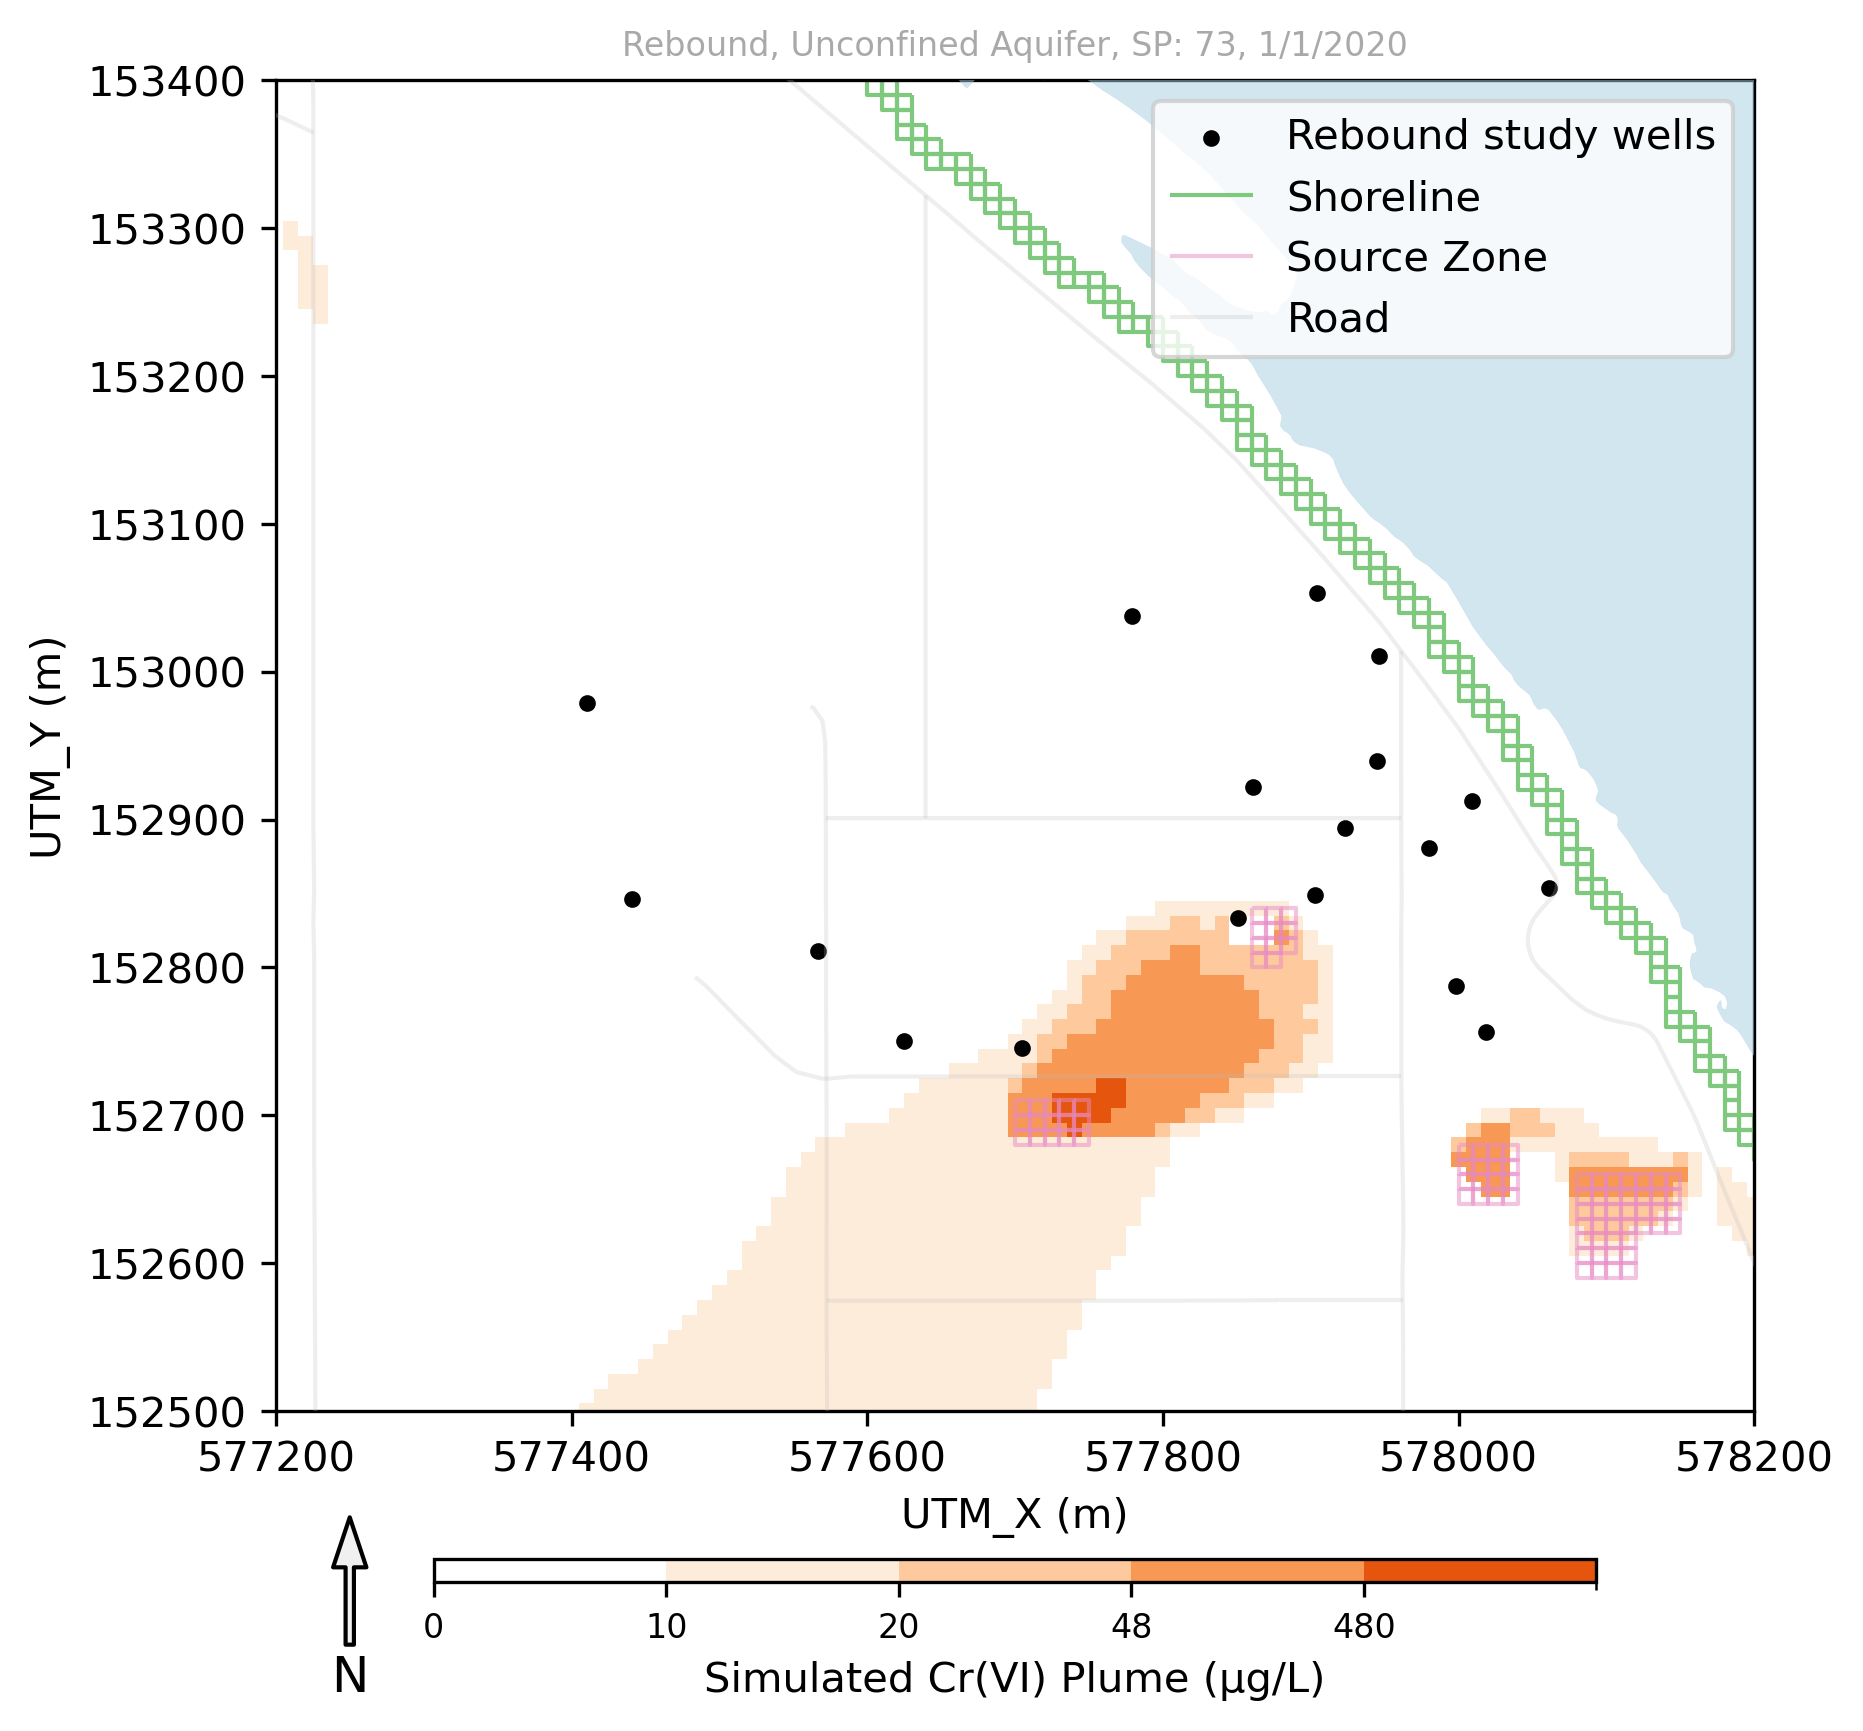 Rebound, Unconfined Aquifer, SP: 73, 1/1/2020
153400
153300
153200
153100
153000
152900
152800
152700
152600
152500
UTM_Y (m)
Rebound study wells
Shoreline
Source Zone
Road
577200
577400
577600
577800
578000
578200
UTM_X (m)
N
0
10
20
48
480
Simulated Cr(VI) Plume (µg/L)